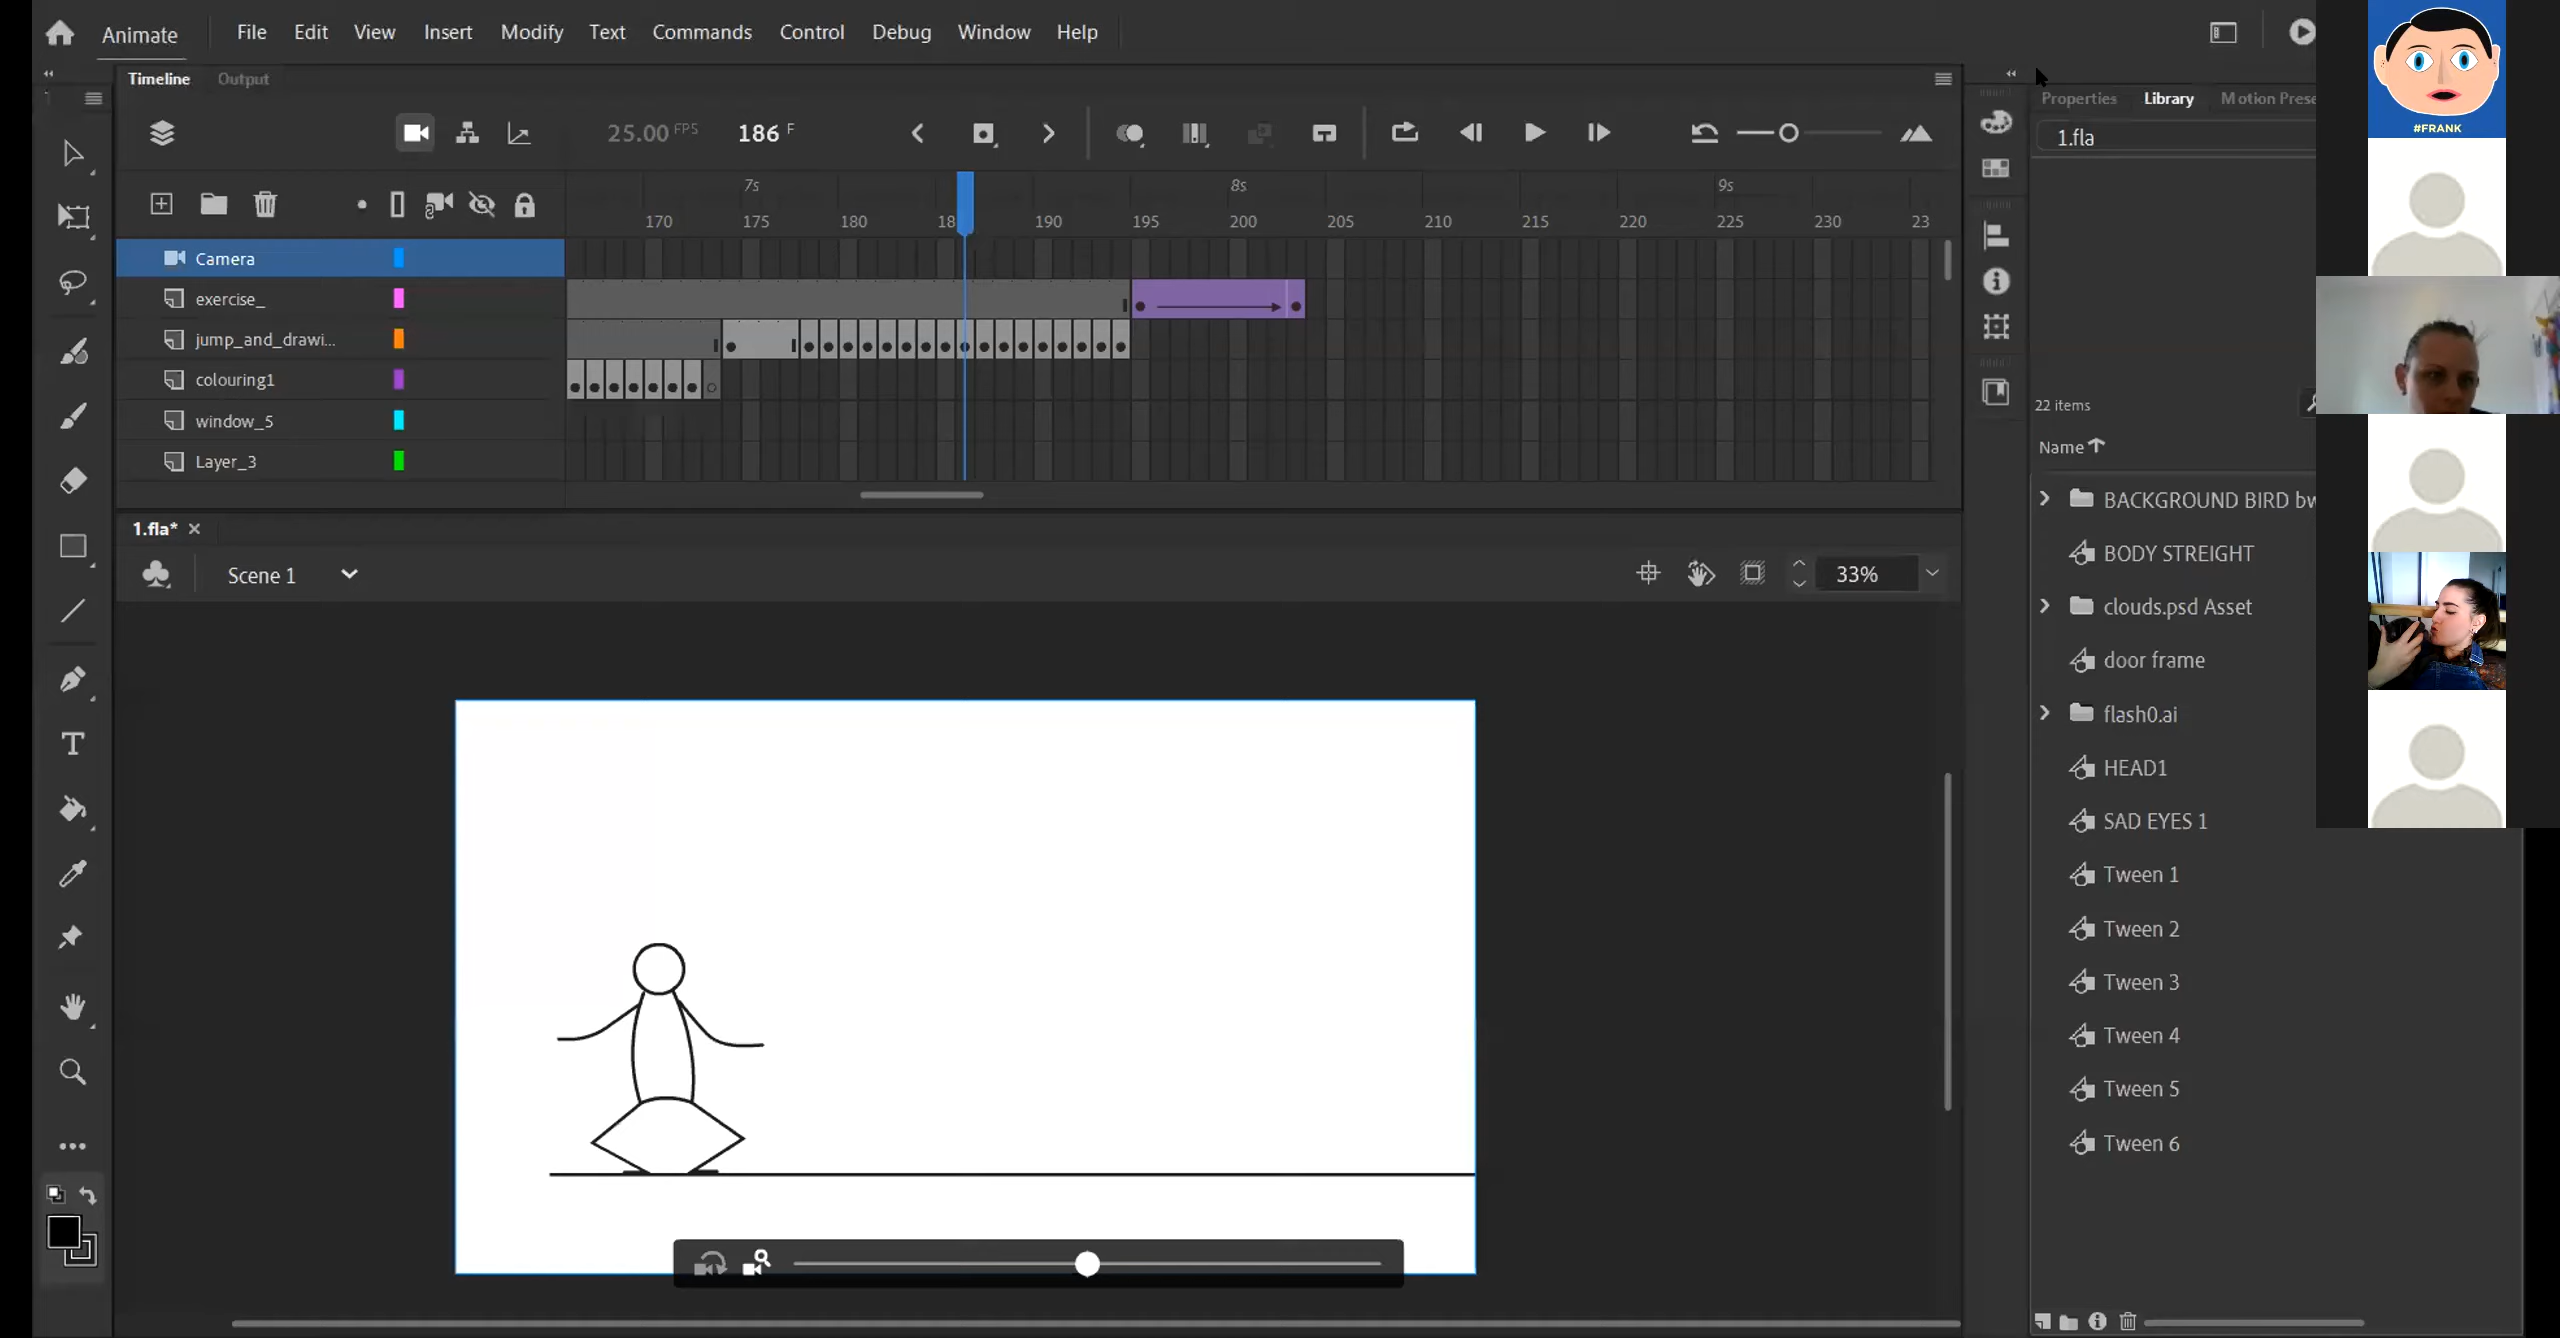 Animate File Edit View Insert Modify Text Commands Control Debug Window Help
Timeline Output
25.00 FPS 186 F
7s 8s 9s
170 175 180 18 190 195 200 205 210 215 220 225 230 23
Camera
exercise_
jump_and_drawi...
colouring1
window_5
Layer_3
1.fla*
Scene 1
33%
Properties Library Motion Prese
1.fla
22 items
Name
BACKGROUND BIRD bw
BODY STREIGHT
clouds.psd Asset
door frame
flash0.ai
HEAD1
SAD EYES 1
Tween 1
Tween 2
Tween 3
Tween 4
Tween 5
Tween 6
#FRANK